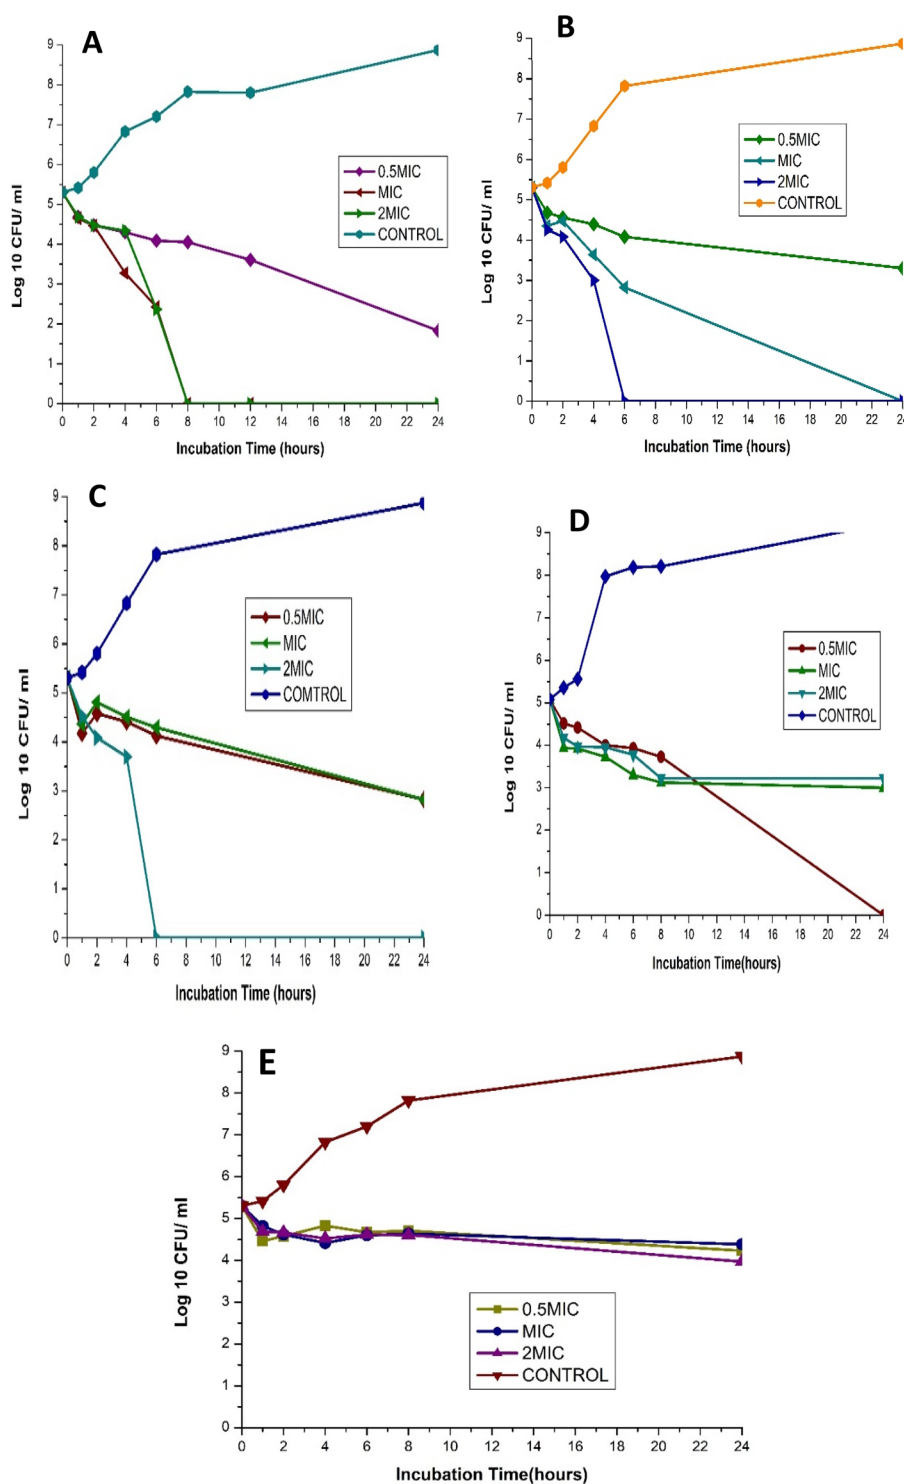 A
9
8
7
6
5
4
3
2
1
0
Log 10 CFU/ ml
0.5MIC
MIC
2MIC
CONTROL
0 2 4 6 8 10 12 14 16 18 20 22 24
Incubation Time (hours)
B
9
8
7
6
5
4
3
2
1
0
Log 10 CFU/ ml
0.5MIC
MIC
2MIC
CONTROL
0 2 4 6 8 10 12 14 16 18 20 22 24
Incubation Time (hours)
C
9
8
7
6
5
4
3
2
1
0
Log 10 CFU/ ml
0.5MIC
MIC
2MIC
COMTROL
0 2 4 6 8 10 12 14 16 18 20 22 24
Incubation Time (hours)
D
9
8
7
6
5
4
3
2
1
0
Log 10 CFU/ ml
0.5MIC
MIC
2MIC
CONTROL
0 2 4 6 8 10 12 14 16 18 20 22 24
Incubation Time(hours)
E
9
8
7
6
5
4
3
2
1
0
Log 10 CFU/ ml
0.5MIC
MIC
2MIC
CONTROL
0 2 4 6 8 10 12 14 16 18 20 22 24
Incubation Time(hours)